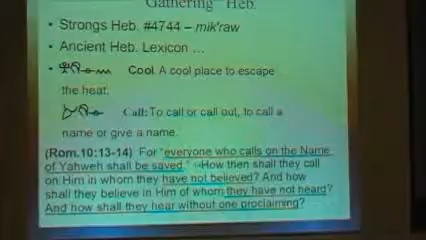 Gathering Heb.
• Strongs Heb. #4744 – mik'raw
• Ancient Heb. Lexicon ...
• Cool. A cool place to escape
the heat.
Call: To call or call out, to call a
name or give a name.
(Rom.10:13-14) For "everyone who calls on the Name
of Yahweh shall be saved." How then shall they call
on Him in whom they have not believed? And how
shall they believe in Him of whom they have not heard?
And how shall they hear without one proclaiming?